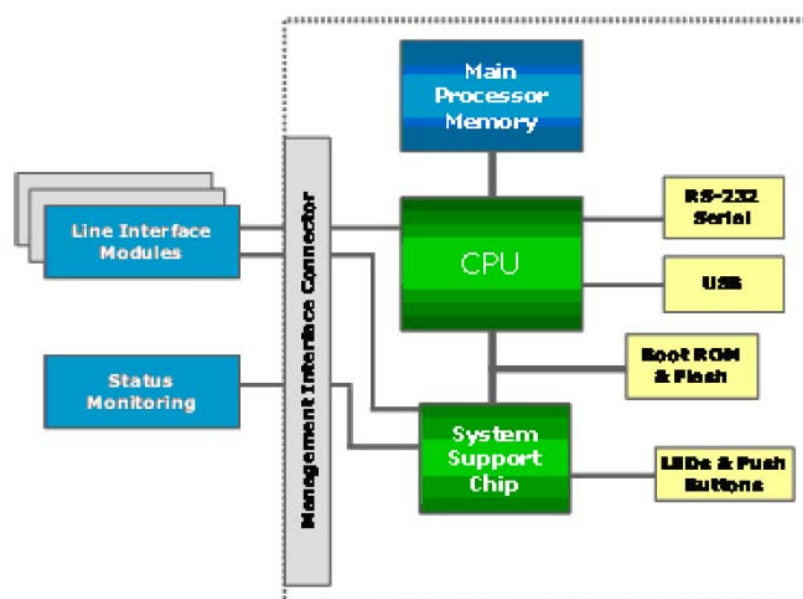 Main
Processor
Memory
Line Interface
Modules
Management Interface Connector
CPU
RS-232
Serial
USB
Boot ROM
& Flash
Status
Monitoring
System
Support
Chip
LEDs & Push
Buttons